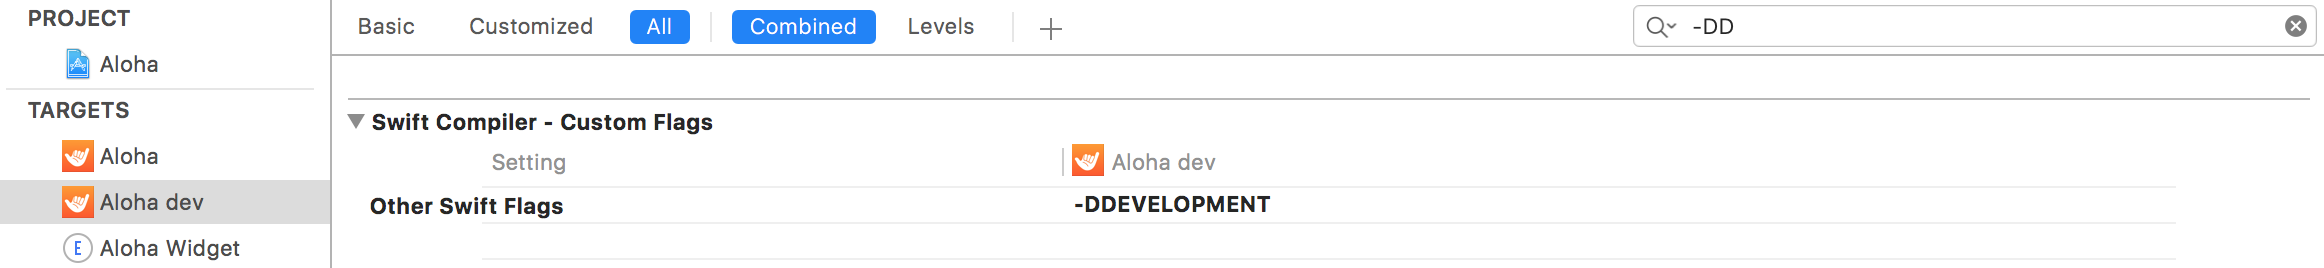 PROJECT
Aloha
TARGETS
Aloha
Aloha dev
E Aloha Widget
Basic Customized All Combined Levels + -DD
Swift Compiler - Custom Flags
Setting Aloha dev
Other Swift Flags -DDEVELOPMENT